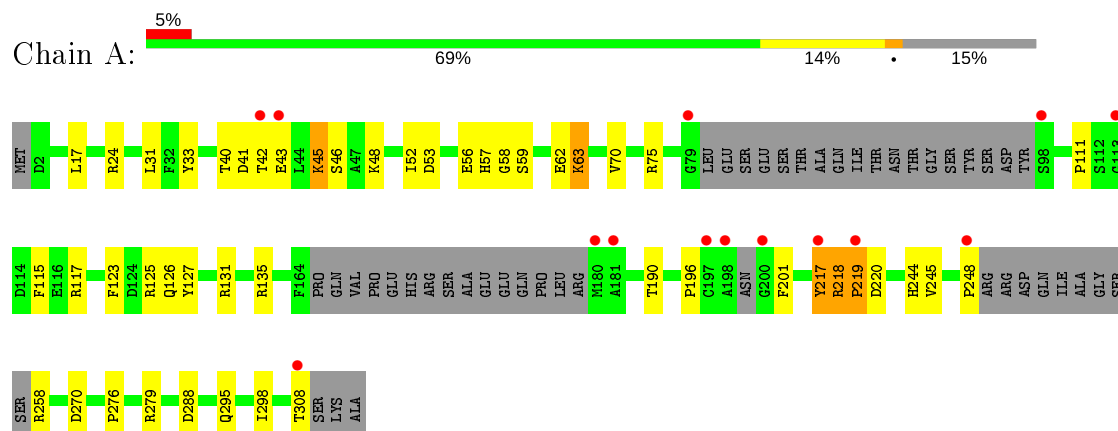 5%
Chain A:
69% 14% • 15%
MET D2 L17 R24 L31 F32 Y33 T40 D41 T42 E43 L44 K45 S46 A47 K48 I52 D53 E56 H57 G58 S59 E62 K63 V70 R75 G79 LEU GLU SER GLU SER THR ALA GLN ILE THR ASN THR GLY SER TYR SER ASP TYR S98 P111 S112 C113
D114 F115 E116 R117 F123 D124 R125 Q126 Y127 R131 R135 F164 PRO GLN VAL PRO GLU HIS ARG SER ALA GLU GLU GLN PRO LEU ARG M180 A181 T190 P196 C197 A198 ASN G200 F201 Y217 R218 P219 D220 H244 V245 P248 ARG ARG ASP GLN ILE ALA GLY SER
SER R258 D270 P276 R279 D288 Q295 I298 T308 SER LYS ALA